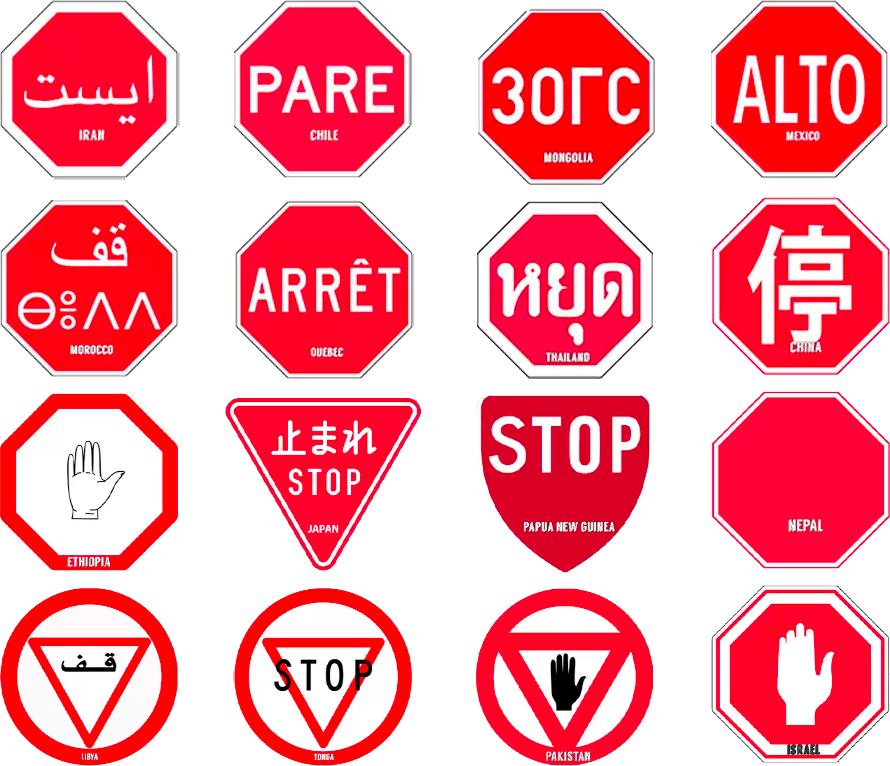 ایست
IRAN
PARE
CHILE
ЗОГС
MONGOLIA
ALTO
MEXICO
قف
ⴱⴻⴷⴷ
MOROCCO
ARRÊT
QUEBEC
หยุด
THAILAND
停
CHINA
ETHIOPIA
止まれ
STOP
JAPAN
STOP
PAPUA NEW GUINEA
NEPAL
قف
LIBYA
STOP
TONGA
PAKISTAN
ISRAEL